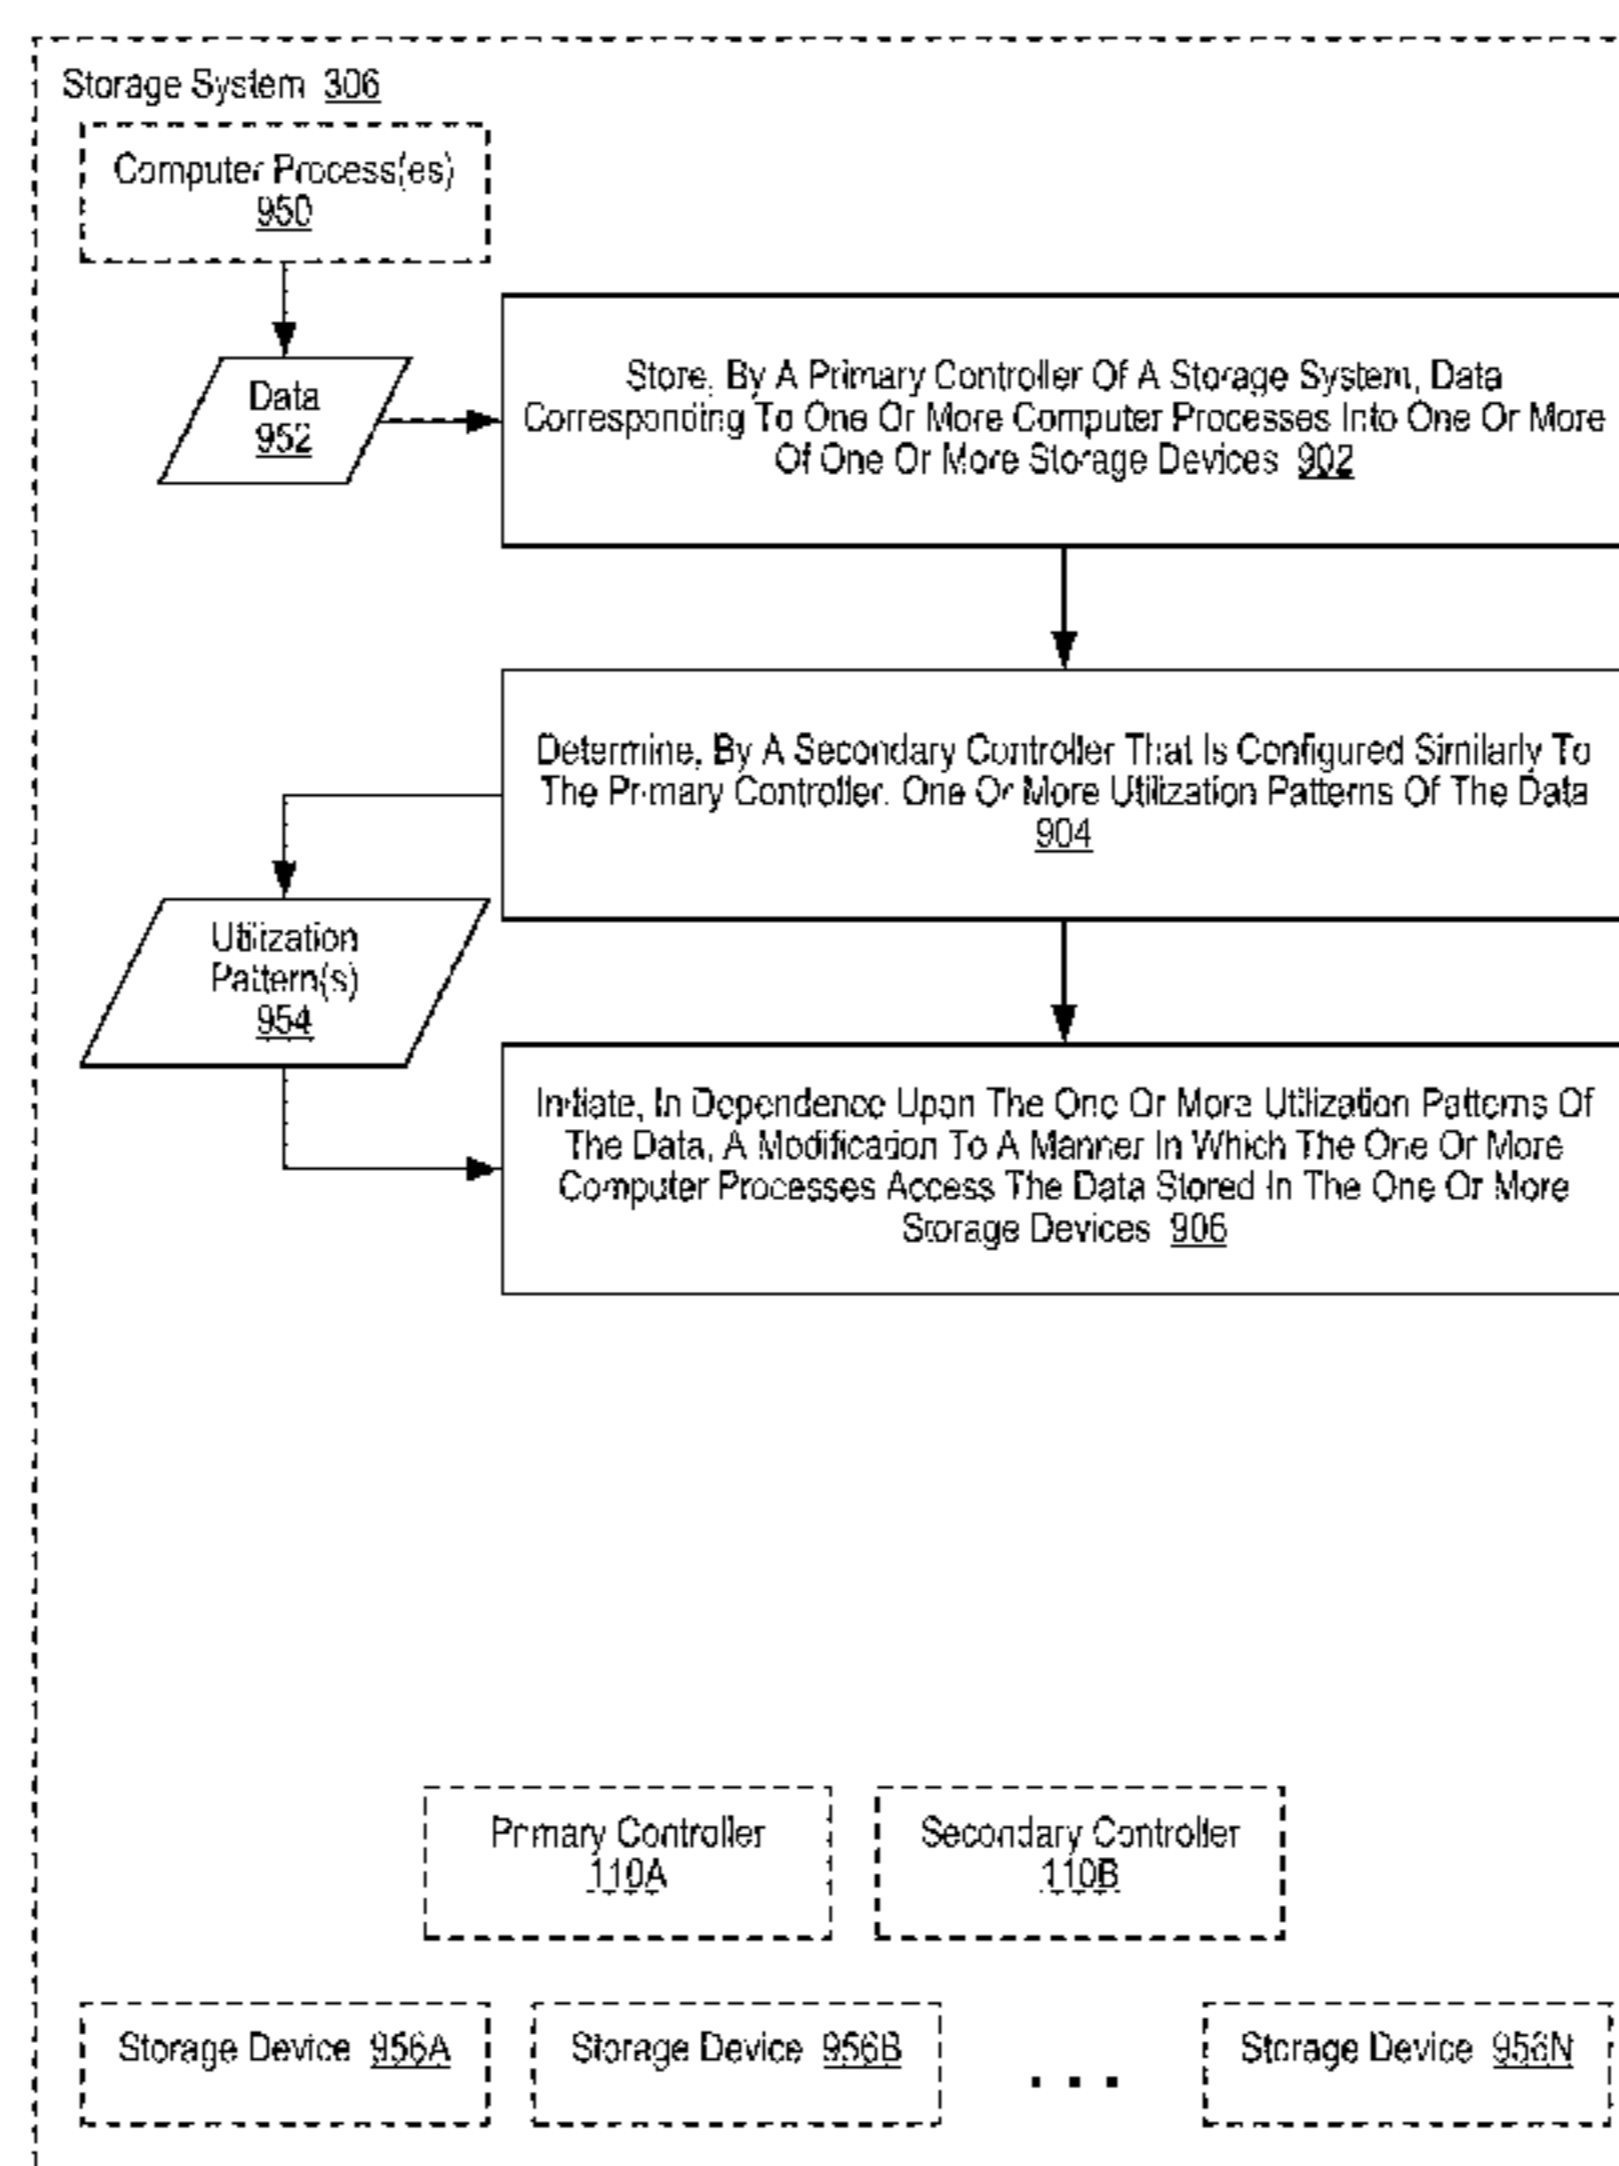 Storage System 306
Computer Process(es)
950
Data
952
Store, By A Primary Controller Of A Storage System, Data
Corresponding To One Or More Computer Processes Into One Or More
Of One Or More Storage Devices 902
Determine, By A Secondary Controller That Is Configured Similarly To
The Primary Controller, One Or More Utilization Patterns Of The Data
904
Utilization
Pattern(s)
954
Initiate, In Dependence Upon The One Or More Utilization Patterns Of
The Data, A Modification To A Manner In Which The One Or More
Computer Processes Access The Data Stored In The One Or More
Storage Devices 906
Primary Controller
110A
Secondary Controller
110B
Storage Device 956A
Storage Device 956B
. . .
Storage Device 956N